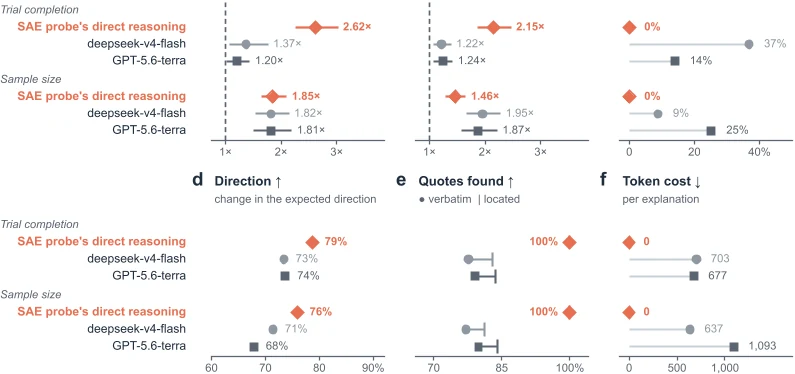 Trial completion
SAE probe's direct reasoning 2.62× 2.15× 0%
deepseek-v4-flash 1.37× 1.22× 37%
GPT-5.6-terra 1.20× 1.24× 14%
Sample size
SAE probe's direct reasoning 1.85× 1.46× 0%
deepseek-v4-flash 1.82× 1.95× 9%
GPT-5.6-terra 1.81× 1.87× 25%
1× 2× 3× 1× 2× 3× 0 20 40%
d Direction ↑ e Quotes found ↑ f Token cost ↓
change in the expected direction ● verbatim | located per explanation
Trial completion
SAE probe's direct reasoning 79% 100% 0
deepseek-v4-flash 73% 703
GPT-5.6-terra 74% 677
Sample size
SAE probe's direct reasoning 76% 100% 0
deepseek-v4-flash 71% 637
GPT-5.6-terra 68% 1,093
60 70 80 90% 70 85 100% 0 500 1,000